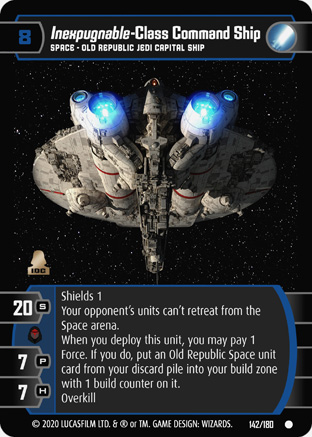 8
Inexpugnable-Class Command Ship
SPACE • OLD REPUBLIC JEDI CAPITAL SHIP
IDC
20 S
7 P
7 H
Shields 1
Your opponent's units can't retreat from the
Space arena.
When you deploy this unit, you may pay 1
Force. If you do, put an Old Republic Space unit
card from your discard pile into your build zone
with 1 build counter on it.
Overkill
© 2020 LUCASFILM LTD. & ® or TM. GAME DESIGN: WIZARDS. 142/180